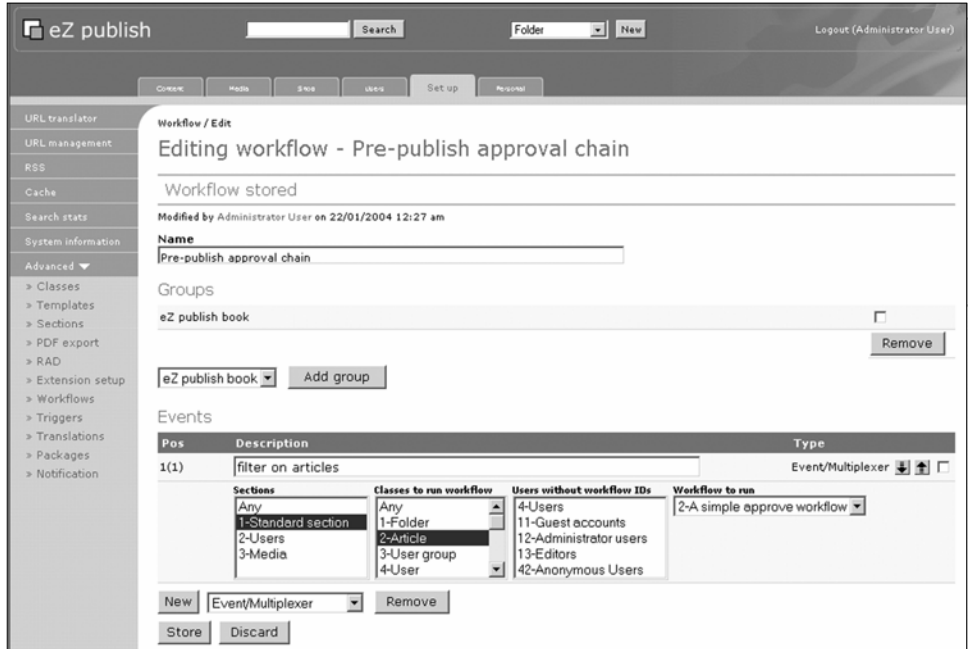 eZ publish
Search
Folder
New
Logout (Administrator User)
Content
Media
Shop
Users
Set up
Personal
URL translator
URL management
RSS
Cache
Search stats
System information
Advanced
» Classes
» Templates
» Sections
» PDF export
» RAD
» Extension setup
» Workflows
» Triggers
» Translations
» Packages
» Notification
Workflow / Edit
Editing workflow - Pre-publish approval chain
Workflow stored
Modified by Administrator User on 22/01/2004 12:27 am
Name
Pre-publish approval chain
Groups
eZ publish book
Remove
eZ publish book
Add group
Events
Pos Description Type
1(1) filter on articles Event/Multiplexer
Sections
Any
1-Standard section
2-Users
3-Media
Classes to run workflow
Any
1-Folder
2-Article
3-User group
4-User
Users without workflow IDs
4-Users
11-Guest accounts
12-Administrator users
13-Editors
42-Anonymous Users
Workflow to run
2-A simple approve workflow
New
Event/Multiplexer
Remove
Store
Discard